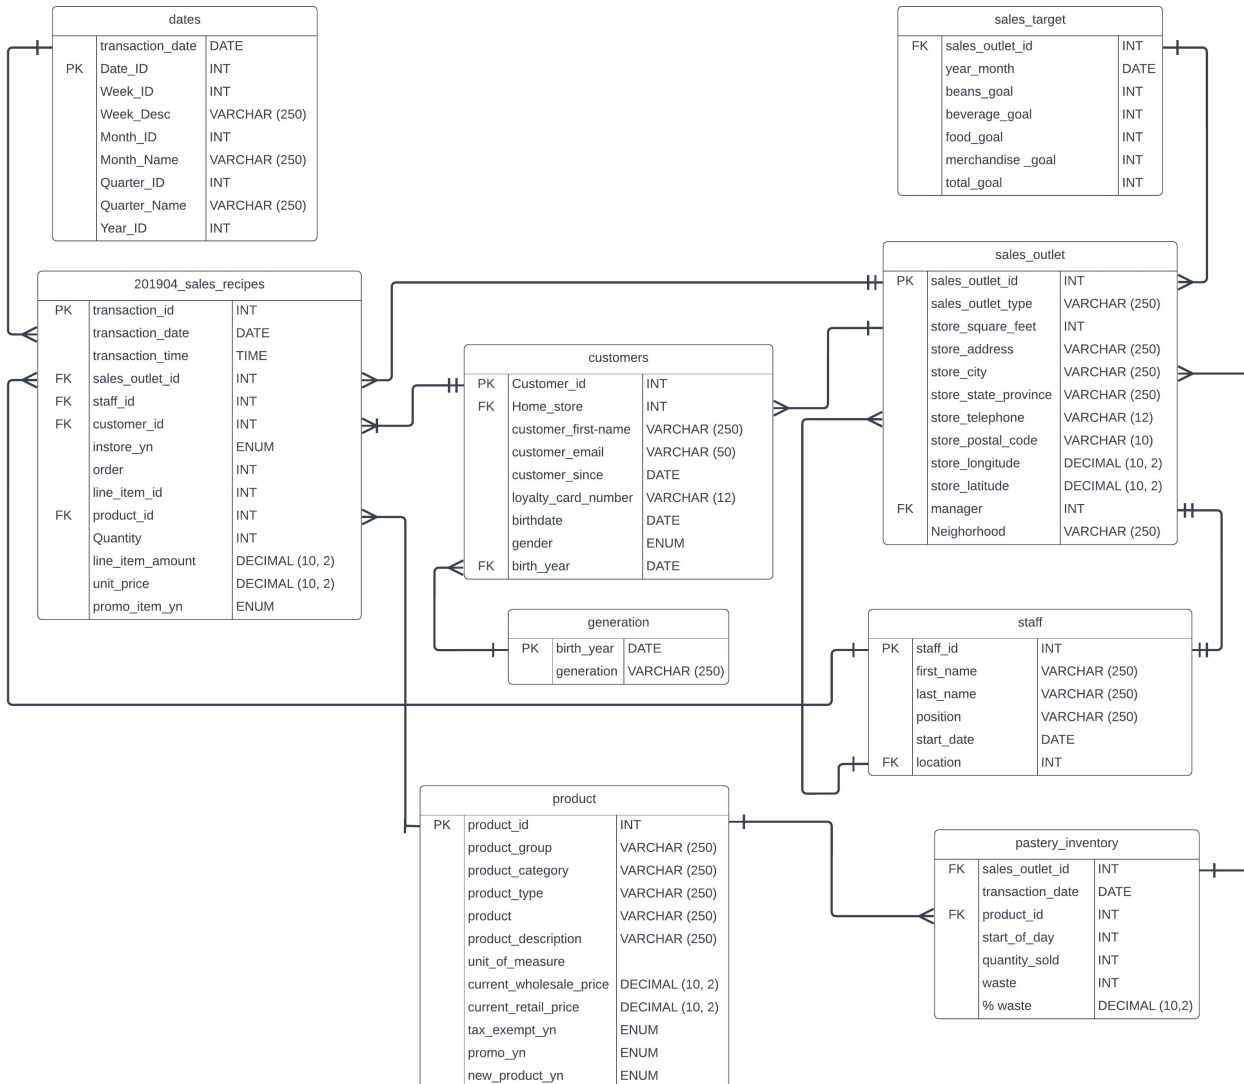 dates
transaction_date DATE
PK Date_ID INT
Week_ID INT
Week_Desc VARCHAR (250)
Month_ID INT
Month_Name VARCHAR (250)
Quarter_ID INT
Quarter_Name VARCHAR (250)
Year_ID INT
sales_target
FK sales_outlet_id INT
year_month DATE
beans_goal INT
beverage_goal INT
food_goal INT
merchandise _goal INT
total_goal INT
201904_sales_recipes
PK transaction_id INT
transaction_date DATE
transaction_time TIME
FK sales_outlet_id INT
FK staff_id INT
FK customer_id INT
instore_yn ENUM
order INT
line_item_id INT
FK product_id INT
Quantity INT
line_item_amount DECIMAL (10, 2)
unit_price DECIMAL (10, 2)
promo_item_yn ENUM
customers
PK Customer_id INT
FK Home_store INT
customer_first-name VARCHAR (250)
customer_email VARCHAR (50)
customer_since DATE
loyalty_card_number VARCHAR (12)
birthdate DATE
gender ENUM
FK birth_year DATE
sales_outlet
PK sales_outlet_id INT
sales_outlet_type VARCHAR (250)
store_square_feet INT
store_address VARCHAR (250)
store_city VARCHAR (250)
store_state_province VARCHAR (250)
store_telephone VARCHAR (12)
store_postal_code VARCHAR (10)
store_longitude DECIMAL (10, 2)
store_latitude DECIMAL (10, 2)
FK manager INT
Neighorhood VARCHAR (250)
generation
PK birth_year DATE
generation VARCHAR (250)
staff
PK staff_id INT
first_name VARCHAR (250)
last_name VARCHAR (250)
position VARCHAR (250)
start_date DATE
FK location INT
product
PK product_id INT
product_group VARCHAR (250)
product_category VARCHAR (250)
product_type VARCHAR (250)
product VARCHAR (250)
product_description VARCHAR (250)
unit_of_measure
current_wholesale_price DECIMAL (10, 2)
current_retail_price DECIMAL (10, 2)
tax_exempt_yn ENUM
promo_yn ENUM
new_product_yn ENUM
pastery_inventory
FK sales_outlet_id INT
transaction_date DATE
FK product_id INT
start_of_day INT
quantity_sold INT
waste INT
% waste DECIMAL (10,2)